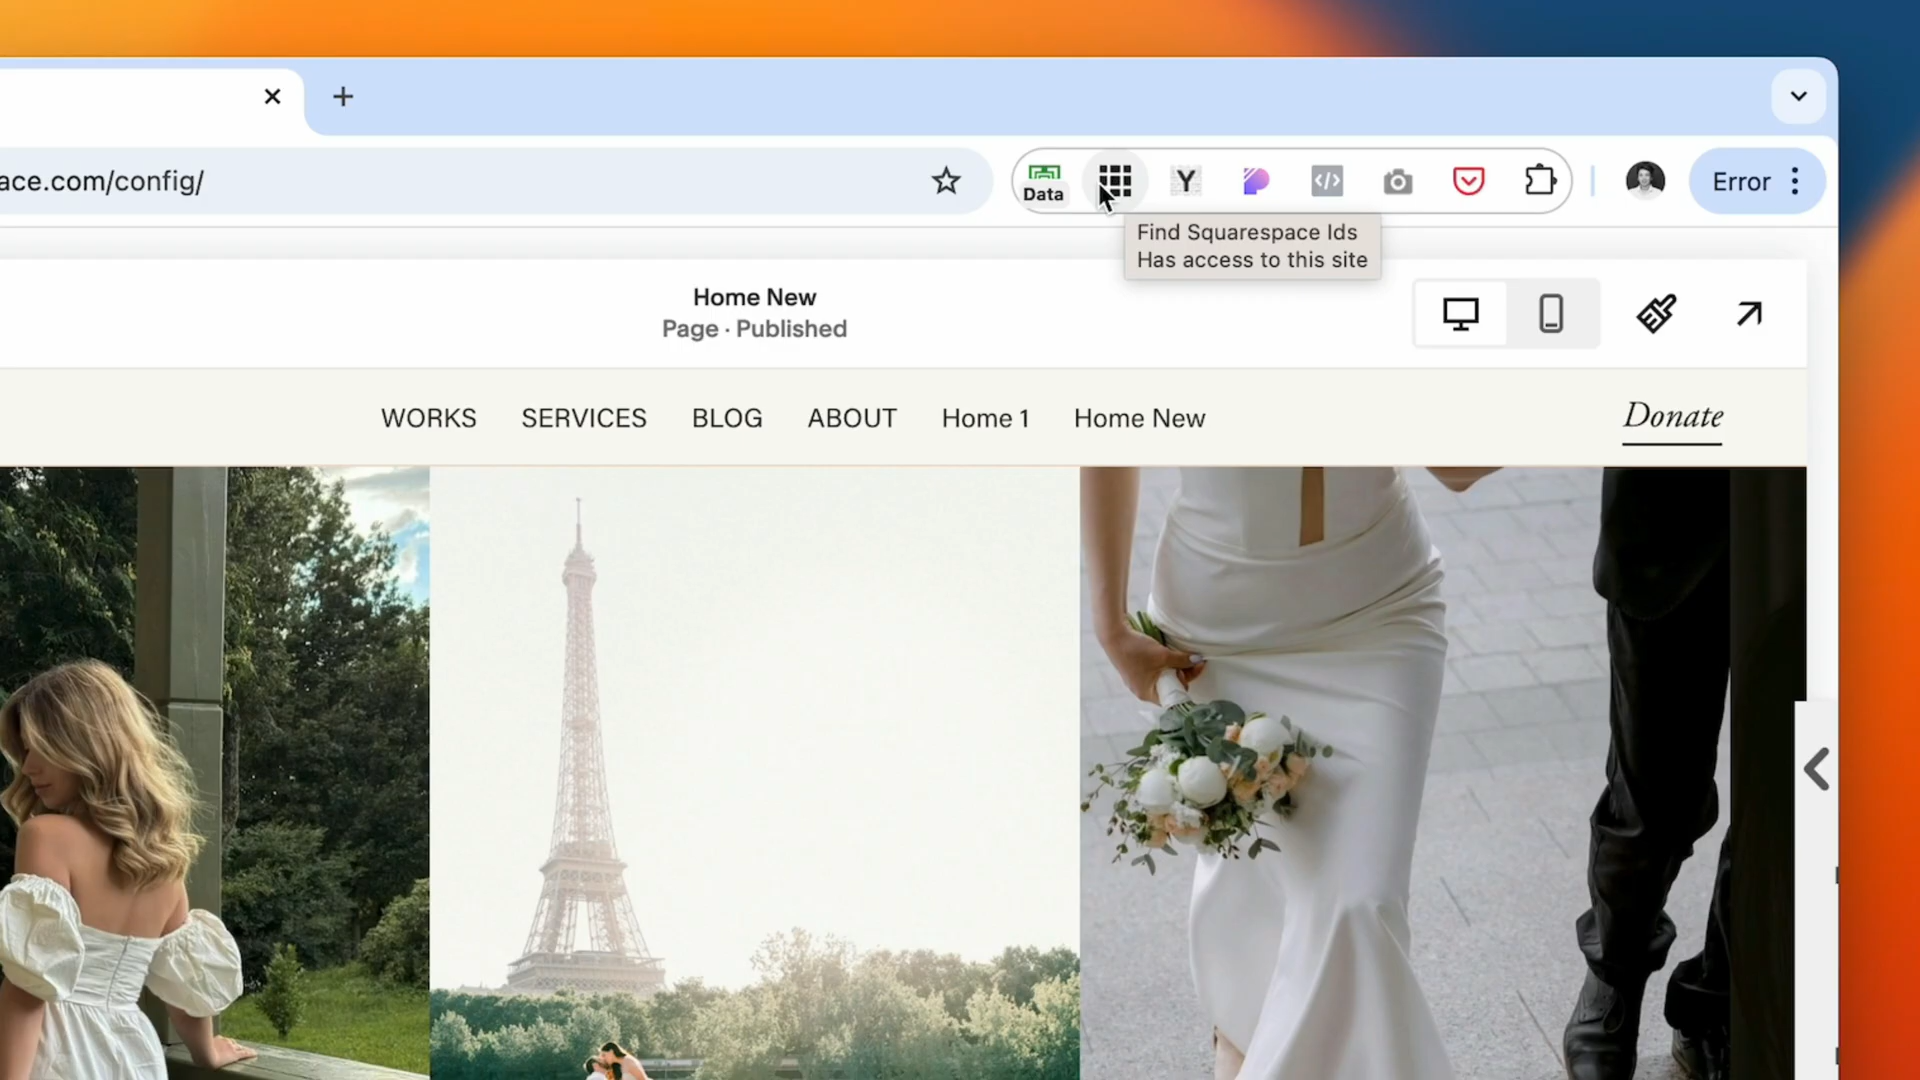 ace.com/config/
Data
Y
Error
Find Squarespace Ids
Has access to this site
Home New
Page · Published
WORKS SERVICES BLOG ABOUT Home 1 Home New
Donate